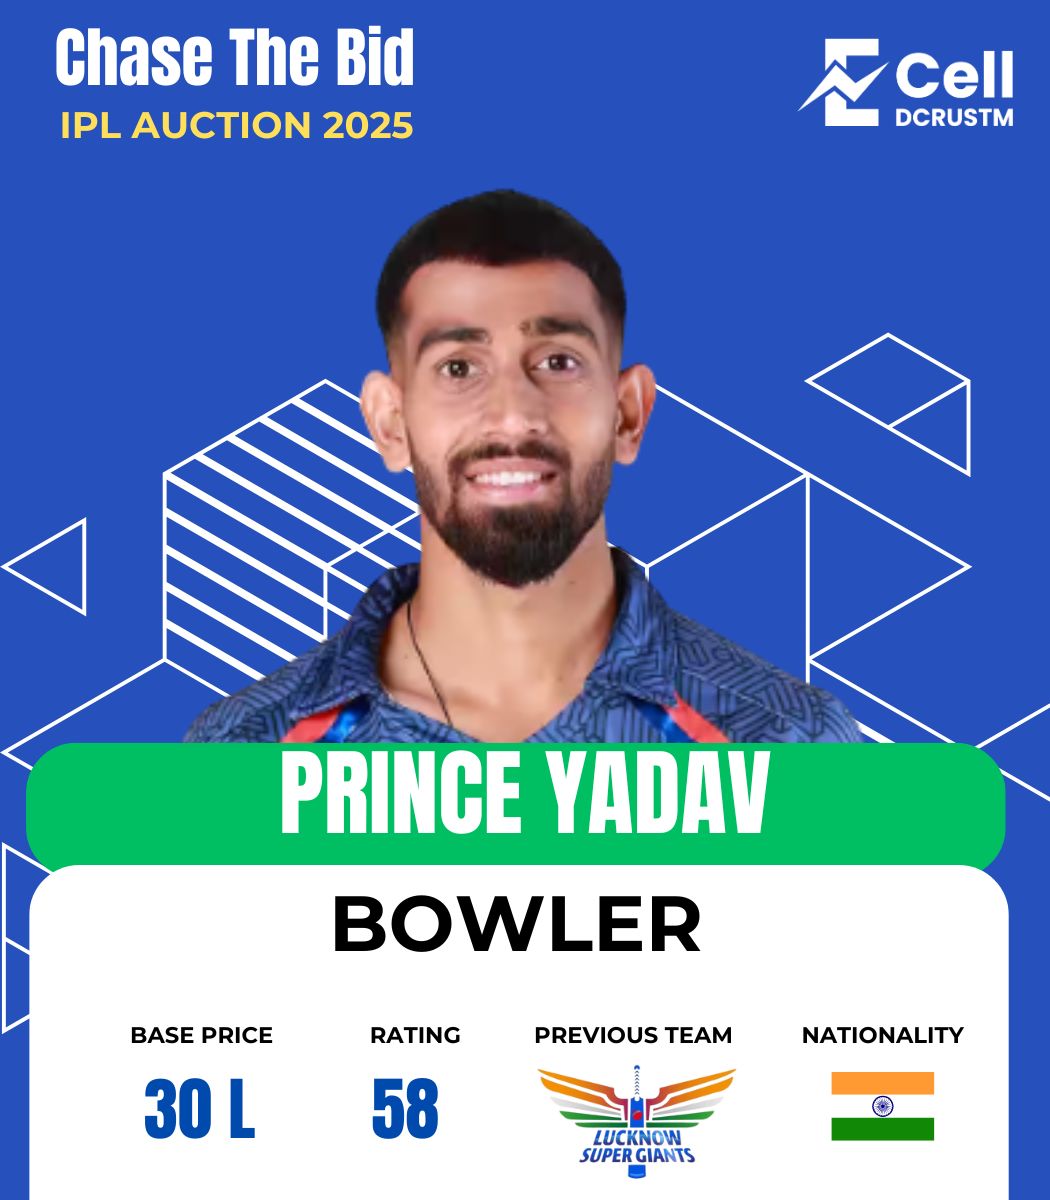 Chase The Bid
IPL AUCTION 2025
Cell
DCRUSTM
PRINCE YADAV
BOWLER
BASE PRICE
RATING
PREVIOUS TEAM
NATIONALITY
30 L
58
LUCKNOW
SUPER GIANTS